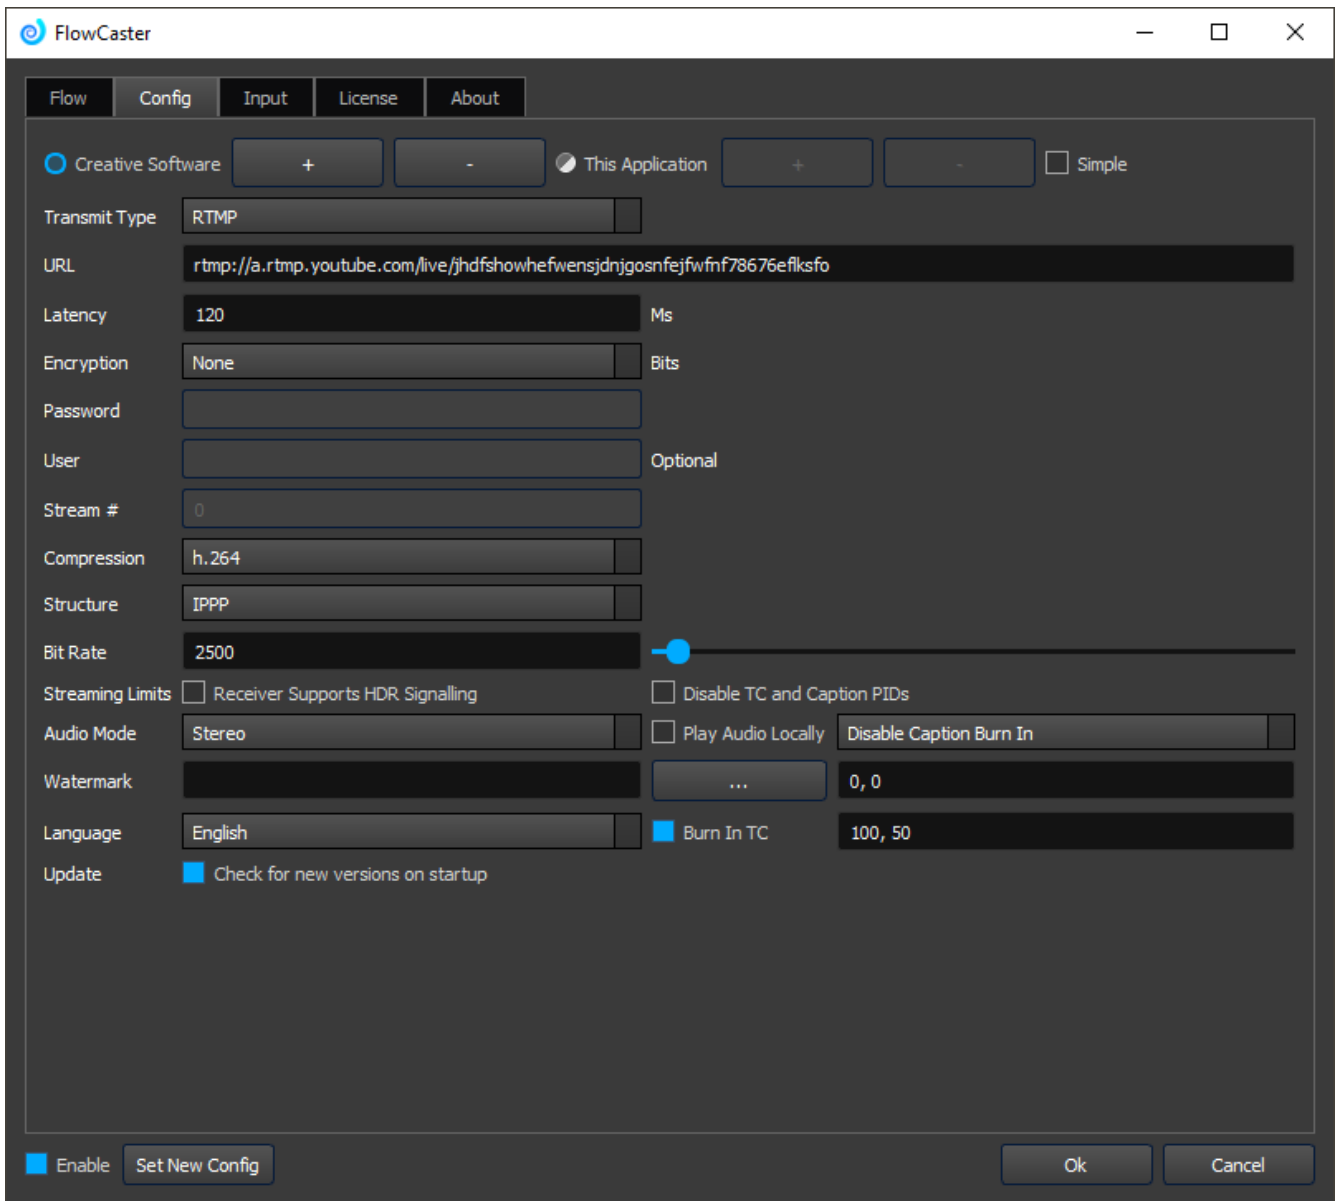 FlowCaster
Flow Config Input License About
Creative Software + - This Application + - Simple
Transmit Type RTMP
URL rtmp://a.rtmp.youtube.com/live/jhdfshowhefwensjdnjgosnfejfwfnf78676eflksfo
Latency 120 Ms
Encryption None Bits
Password
User Optional
Stream # 0
Compression h.264
Structure IPPP
Bit Rate 2500
Streaming Limits Receiver Supports HDR Signalling Disable TC and Caption PIDs
Audio Mode Stereo Play Audio Locally Disable Caption Burn In
Watermark ... 0, 0
Language English Burn In TC 100, 50
Update Check for new versions on startup
Enable Set New Config Ok Cancel